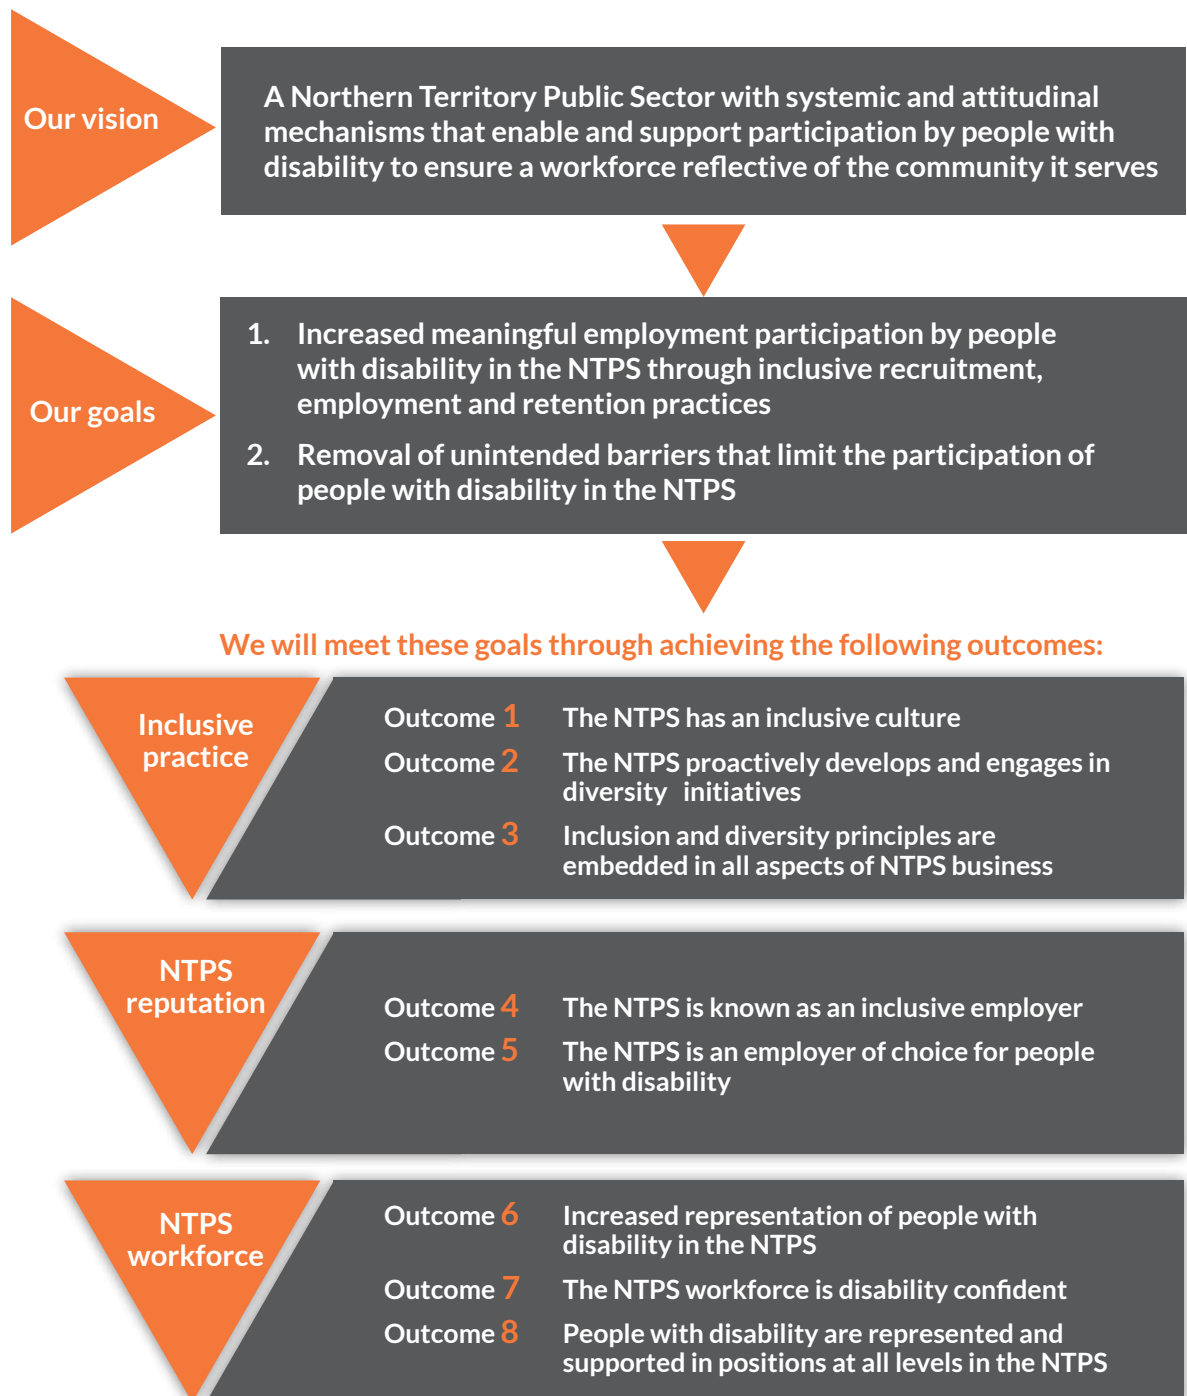 Our vision
A Northern Territory Public Sector with systemic and attitudinal
mechanisms that enable and support participation by people with
disability to ensure a workforce reflective of the community it serves
Our goals
1. Increased meaningful employment participation by people
with disability in the NTPS through inclusive recruitment,
employment and retention practices
2. Removal of unintended barriers that limit the participation of
people with disability in the NTPS
We will meet these goals through achieving the following outcomes:
Inclusive
practice
Outcome 1 The NTPS has an inclusive culture
Outcome 2 The NTPS proactively develops and engages in
diversity initiatives
Outcome 3 Inclusion and diversity principles are
embedded in all aspects of NTPS business
NTPS
reputation
Outcome 4 The NTPS is known as an inclusive employer
Outcome 5 The NTPS is an employer of choice for people
with disability
NTPS
workforce
Outcome 6 Increased representation of people with
disability in the NTPS
Outcome 7 The NTPS workforce is disability confident
Outcome 8 People with disability are represented and
supported in positions at all levels in the NTPS